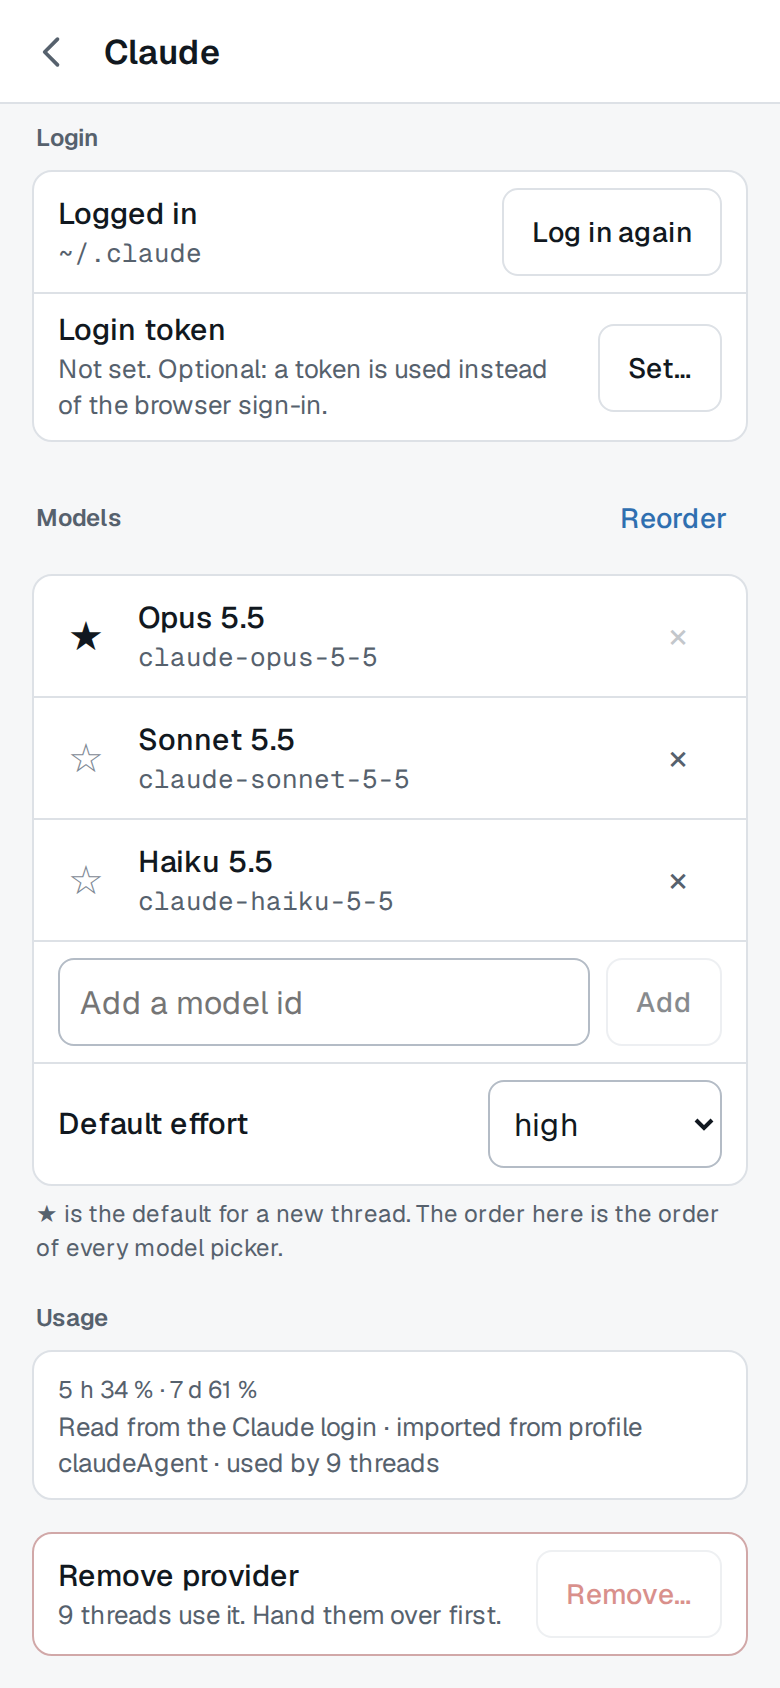 Claude
Login
Logged in
~/.claude
Log in again
Login token
Not set. Optional: a token is used instead
of the browser sign-in.
Set…
Models
Reorder
★
Opus 5.5
claude-opus-5-5
×
☆
Sonnet 5.5
claude-sonnet-5-5
×
☆
Haiku 5.5
claude-haiku-5-5
×
Add a model id
Add
Default effort
high
★ is the default for a new thread. The order here is the order
of every model picker.
Usage
5 h 34 % · 7 d 61 %
Read from the Claude login · imported from profile
claudeAgent · used by 9 threads
Remove provider
9 threads use it. Hand them over first.
Remove…